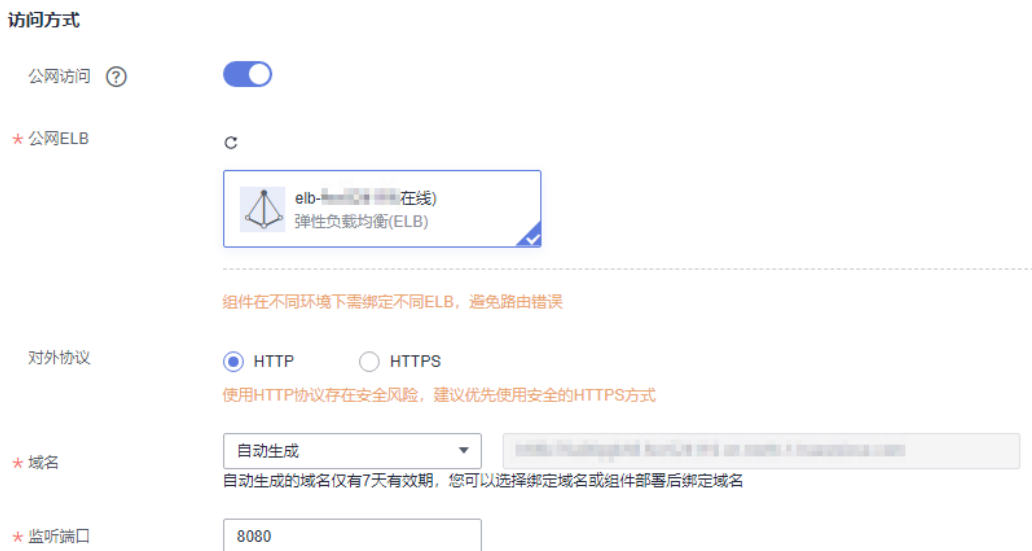 访问方式
公网访问 ?
* 公网ELB
elb- 在线)
弹性负载均衡(ELB)
组件在不同环境下需绑定不同ELB，避免路由错误
对外协议 HTTP HTTPS
使用HTTP协议存在安全风险，建议优先使用安全的HTTPS方式
* 域名 自动生成
自动生成的域名仅有7天有效期，您可以选择绑定域名或组件部署后绑定域名
* 监听端口 8080